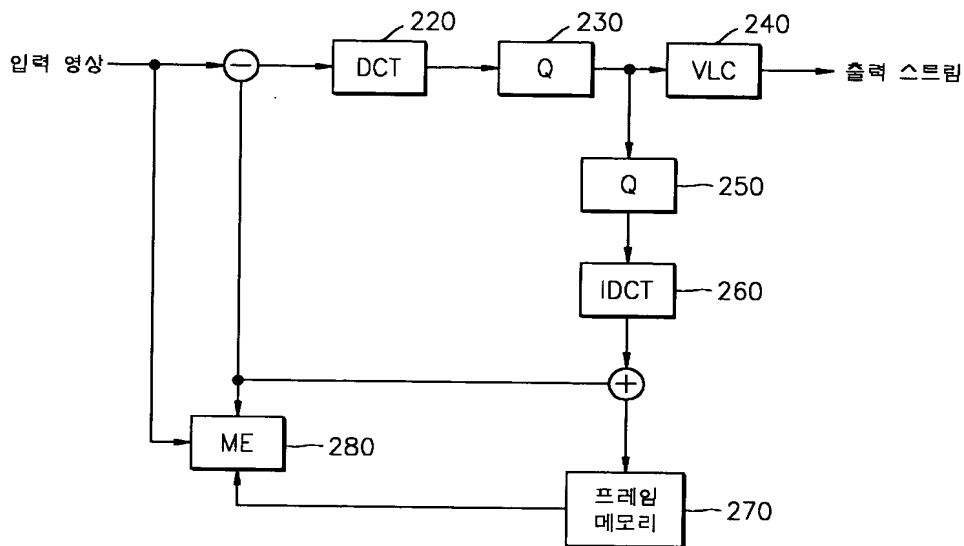 220
230
240
입력 영상
−
DCT
Q
VLC
출력 스트림
Q
250
IDCT
260
+
ME
280
프레임
메모리
270